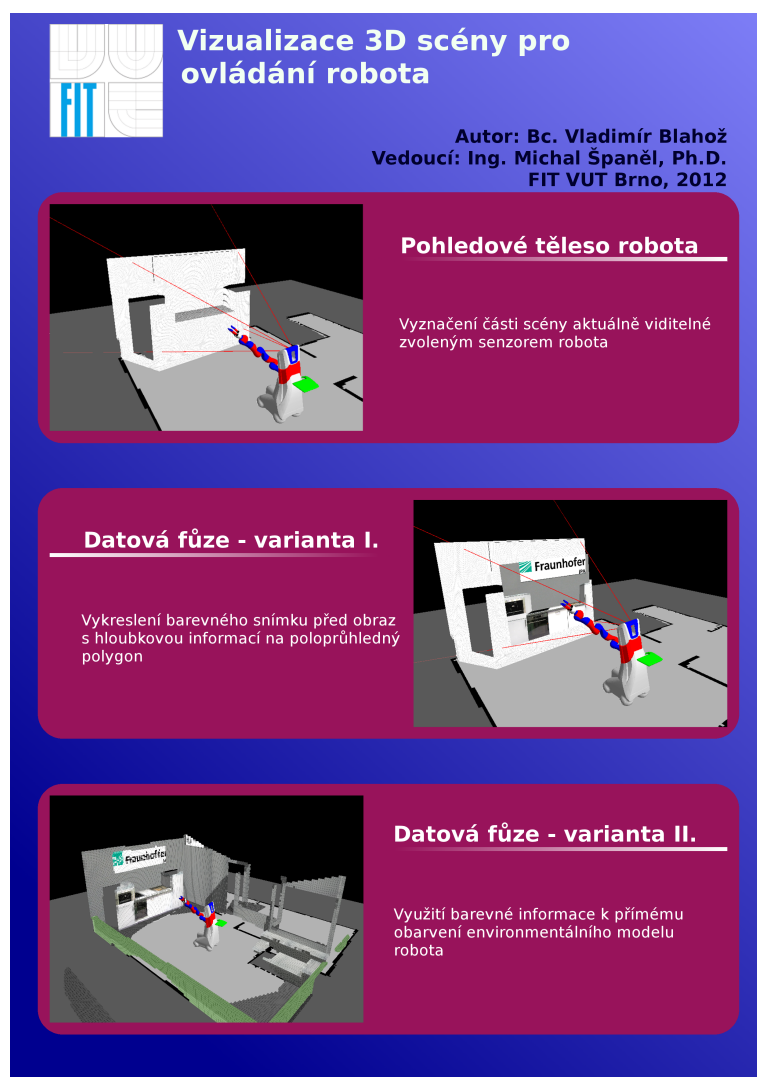 FIT
Vizualizace 3D scény pro
ovládání robota
Autor: Bc. Vladimír Blahož
Vedoucí: Ing. Michal Španěl, Ph.D.
FIT VUT Brno, 2012
Pohledové těleso robota
Vyznačení části scény aktuálně viditelné
zvoleným senzorem robota
Datová fůze - varianta I.
Vykreslení barevného snímku před obraz
s hloubkovou informací na poloprůhledný
polygon
Fraunhofer
IPA
Datová fůze - varianta II.
Využití barevné informace k přímému
obarvení environmentálního modelu
robota
Fraunhofer